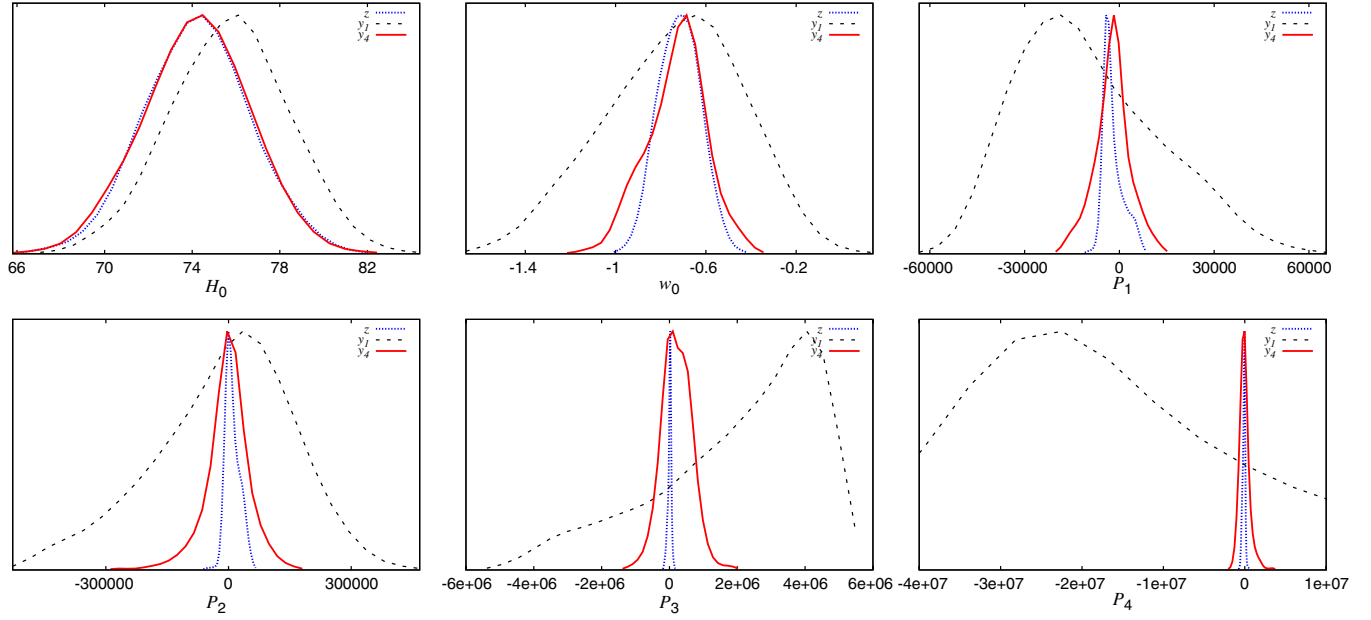 z
y1
y4
66 70 74 78 82
H0
z
y1
y4
-1.4 -1 -0.6 -0.2
w0
z
y1
y4
-60000 -30000 0 30000 60000
P1
z
y1
y4
-300000 0 300000
P2
z
y1
y4
-6e+06 -4e+06 -2e+06 0 2e+06 4e+06 6e+06
P3
z
y1
y4
-4e+07 -3e+07 -2e+07 -1e+07 0 1e+07
P4